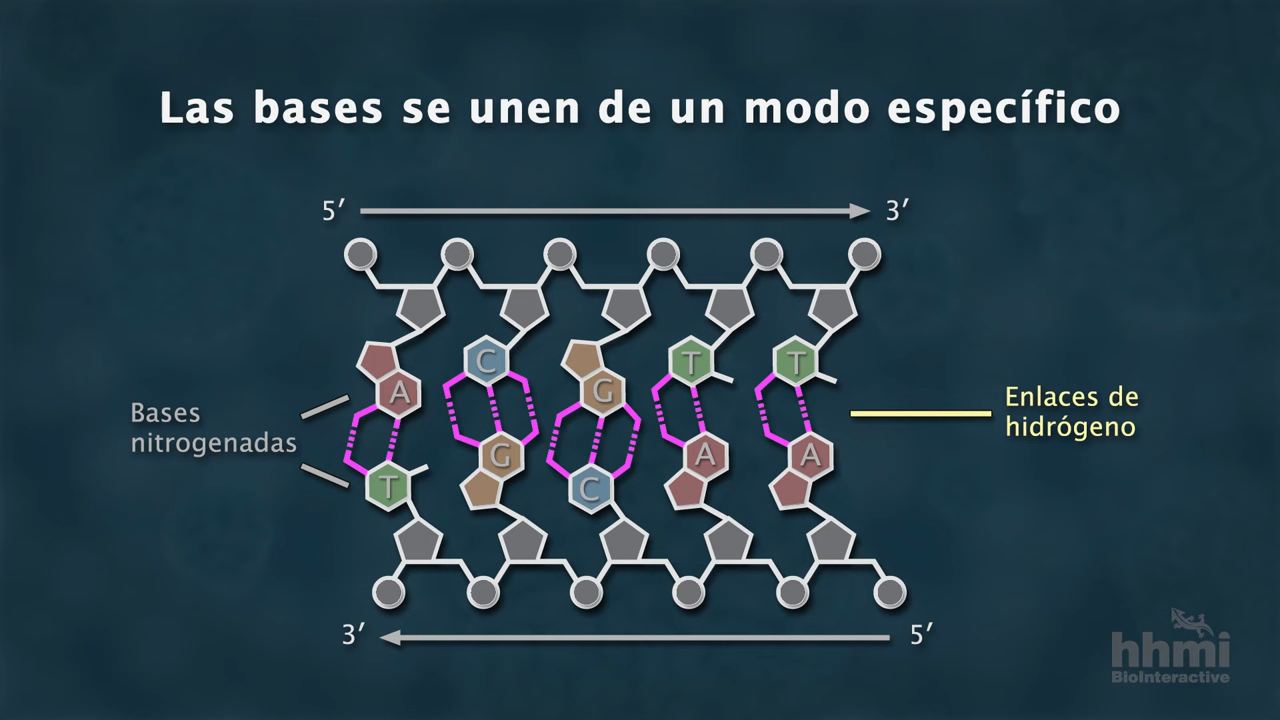 Las bases se unen de un modo específico
5′ 3′
A C G T T
Bases
nitrogenadas
Enlaces de
hidrógeno
T G C A A
3′ 5′
hhmi
BioInteractive